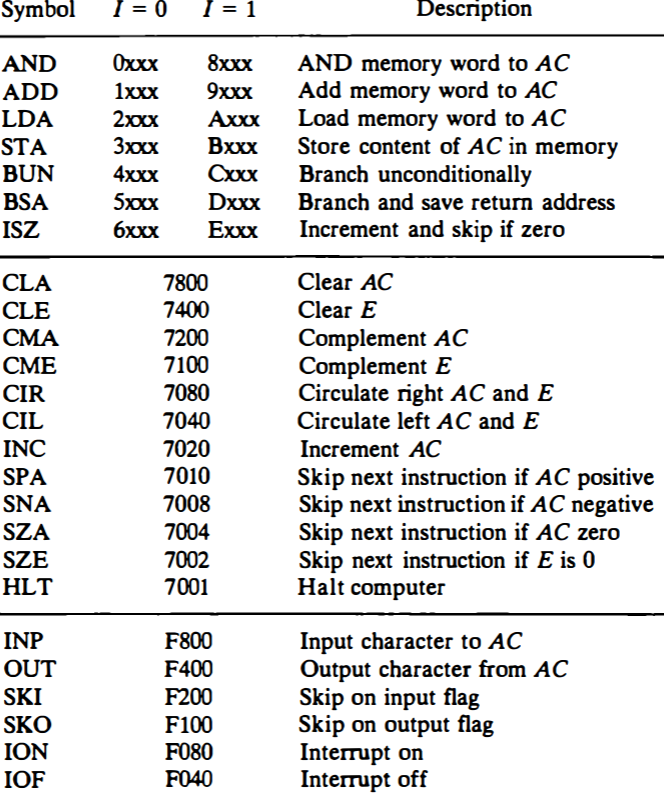 Symbol I = 0 I = 1 Description
AND 0xxx 8xxx AND memory word to AC
ADD 1xxx 9xxx Add memory word to AC
LDA 2xxx Axxx Load memory word to AC
STA 3xxx Bxxx Store content of AC in memory
BUN 4xxx Cxxx Branch unconditionally
BSA 5xxx Dxxx Branch and save return address
ISZ 6xxx Exxx Increment and skip if zero
CLA 7800 Clear AC
CLE 7400 Clear E
CMA 7200 Complement AC
CME 7100 Complement E
CIR 7080 Circulate right AC and E
CIL 7040 Circulate left AC and E
INC 7020 Increment AC
SPA 7010 Skip next instruction if AC positive
SNA 7008 Skip next instruction if AC negative
SZA 7004 Skip next instruction if AC zero
SZE 7002 Skip next instruction if E is 0
HLT 7001 Halt computer
INP F800 Input character to AC
OUT F400 Output character from AC
SKI F200 Skip on input flag
SKO F100 Skip on output flag
ION F080 Interrupt on
IOF F040 Interrupt off